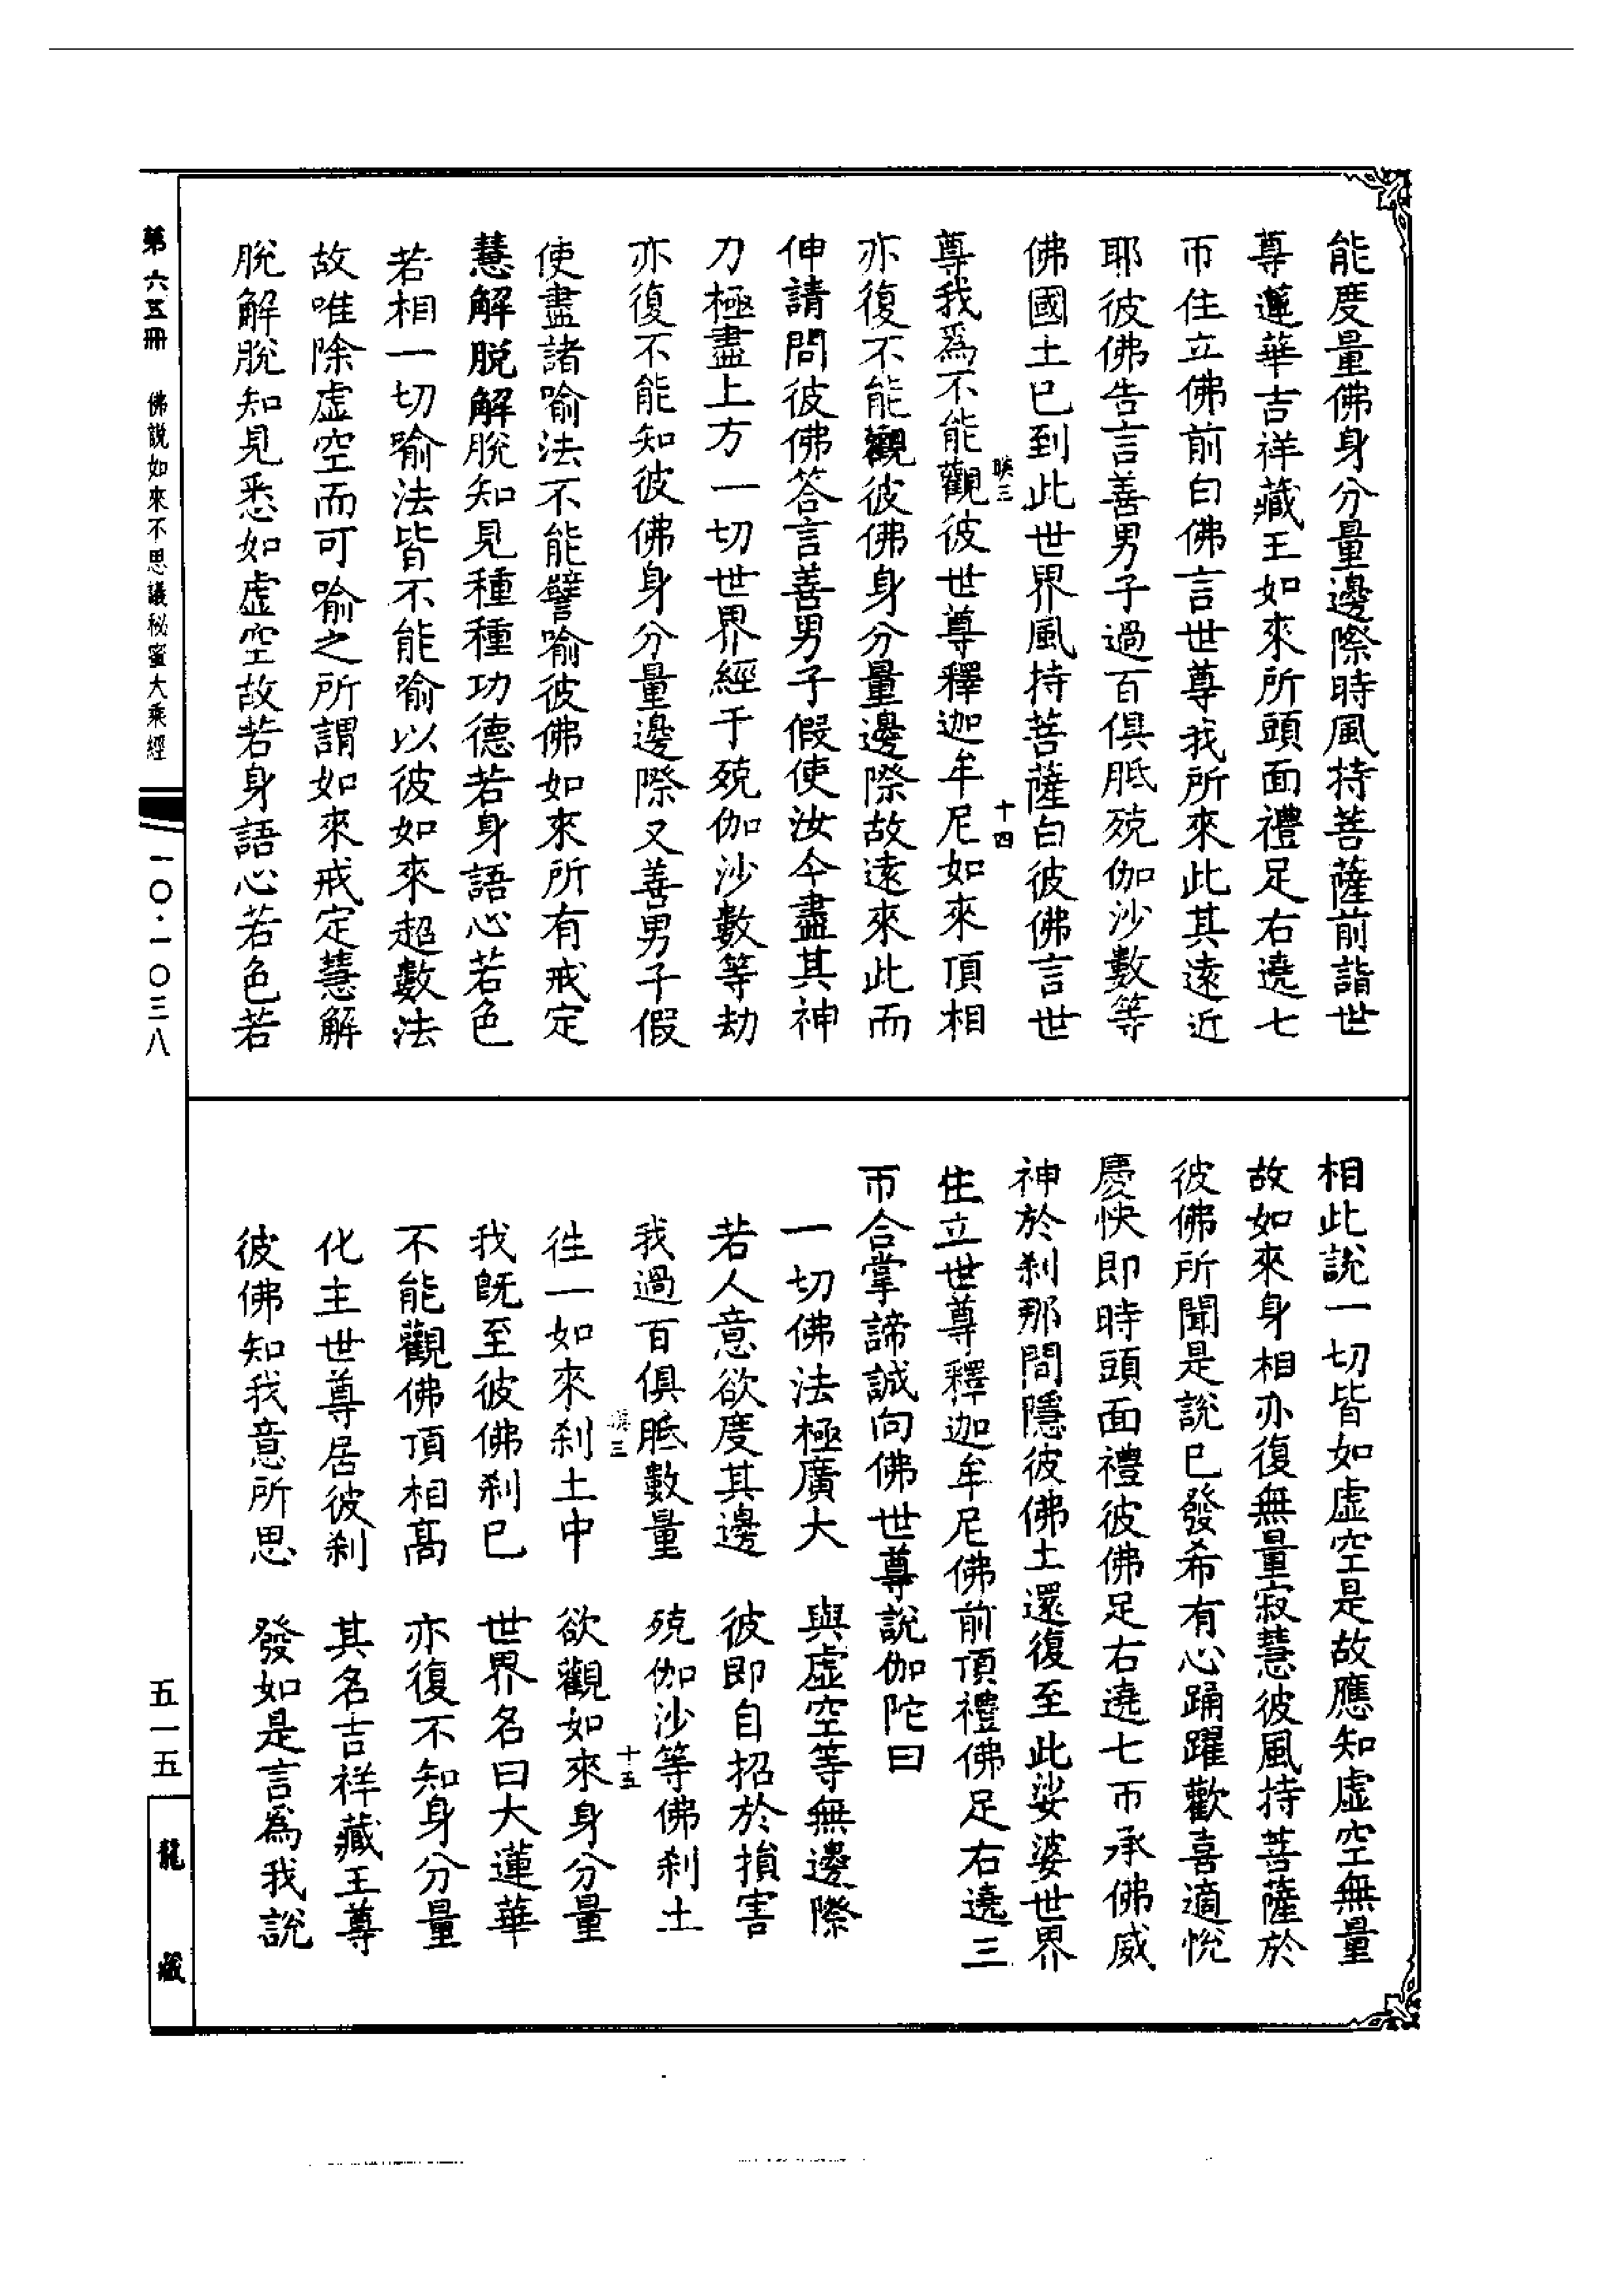 能度量佛身分量邊際時風持菩薩前詣世
尊蓮華吉祥藏王如來所頭面禮足右遶七
帀住立佛前白佛言世尊我所來此其遠近
耶彼佛告言善男子過百俱胝殑伽沙數等
佛國土已到此世界風持菩薩白彼佛言世
暎三
十四
尊我爲不能觀彼世尊釋迦牟尼如來頂相
亦復不能觀彼佛身分量邊際故遠來此而
伸請問彼佛答言善男子假使汝今盡其神
力極盡上方一切世界經于殑伽沙數等劫
亦復不能知彼佛身分量邊際又善男子假
使盡諸喻法不能譬喻彼佛如來所有戒定
慧解脫解脫知見種種功德若身語心若色
若相一切喻法皆不能喻以彼如來超數法
故唯除虛空而可喻之所謂如來戒定慧解
脫解脫知見悉如虛空故若身語心若色若
相此說一切皆如虛空是故應知虛空無量
故如來身相亦復無量寂慧彼風持菩薩於
彼佛所聞是說已發希有心踊躍歡喜適悅
慶快即時頭面禮彼佛足右遶七帀承佛威
神於刹那間隱彼佛土還復至此娑婆世界
住立世尊釋迦牟尼佛前頂禮佛足右遶三
帀合掌諦誠向佛世尊說伽陀曰
一切佛法極廣大 與虛空等無邊際
若人意欲度其邊 彼即自招於損害
我過百俱胝數量 殑伽沙等佛刹土
三
十五
往一如來刹土中 欲觀如來身分量
我旣至彼佛刹已 世界名曰大蓮華
不能觀佛頂相高 亦復不知身分量
化主世尊居彼刹 其名吉祥藏王尊
彼佛知我意所思 發如是言爲我說
第六五冊 佛說如來不思議秘蜜大乘經
一〇·一〇三八
五一五
龍藏